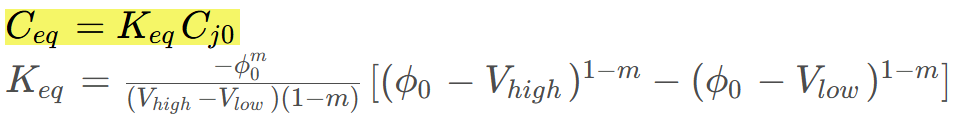 C_{eq} = K_{eq} C_{j0}
K_{eq} = \frac{-\phi_0^m}{(V_{high} - V_{low})(1-m)} [(\phi_0 - V_{high})^{1-m} - (\phi_0 - V_{low})^{1-m}]